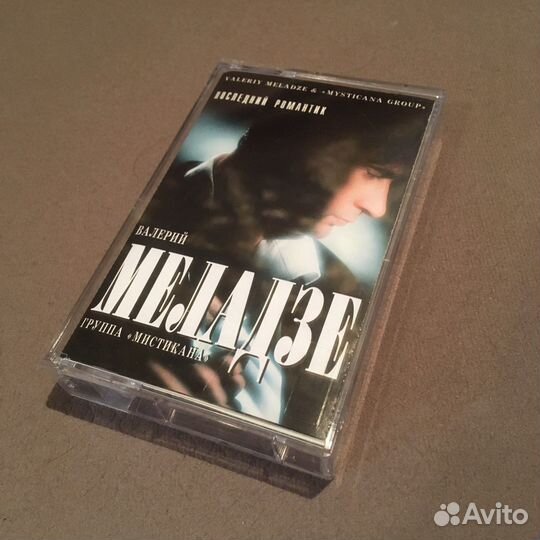 VALERIY MELADZE & «MYSTICANA GROUP»
ПОСЛЕДНИЙ РОМАНТИК
ВАЛЕРИЙ
МЕЛАДЗЕ
ГРУППА «МИСТИКАНА»
Avito